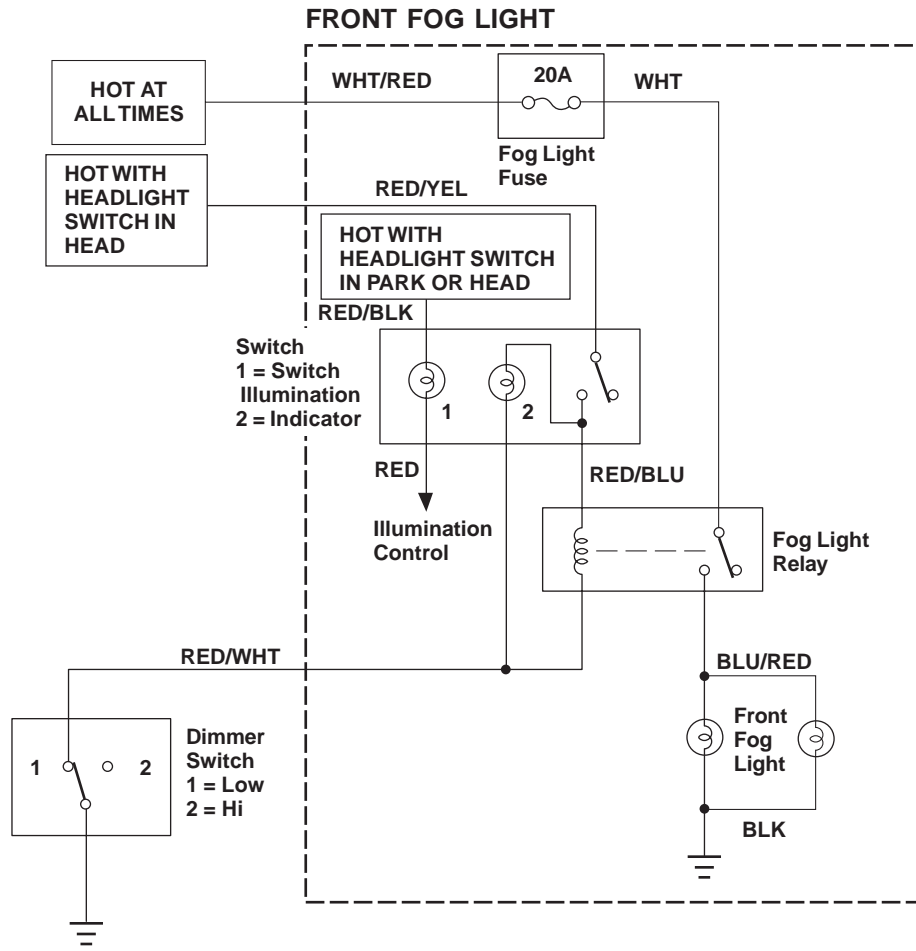 FRONT FOG LIGHT
HOT AT
ALL TIMES
WHT/RED
20A
WHT
Fog Light
Fuse
HOT WITH
HEADLIGHT
SWITCH IN
HEAD
RED/YEL
HOT WITH
HEADLIGHT SWITCH
IN PARK OR HEAD
RED/BLK
Switch
1 = Switch
Illumination
2 = Indicator
1
2
RED
RED/BLU
Illumination
Control
Fog Light
Relay
RED/WHT
BLU/RED
1
2
Dimmer
Switch
1 = Low
2 = Hi
Front
Fog
Light
BLK